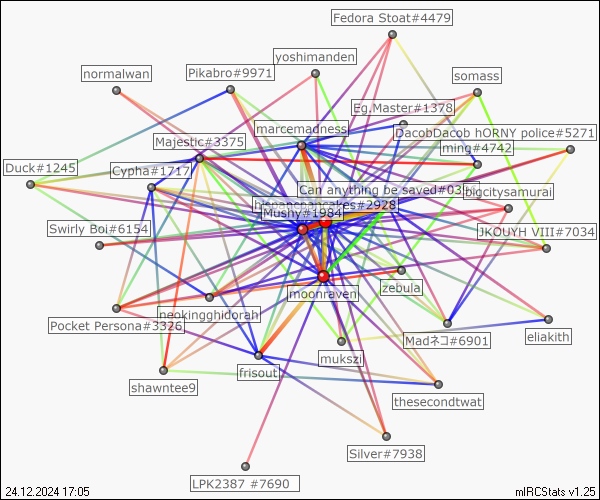 Fedora Stoat#4479
yoshimanden
normalwan
Pikabro#9971
somass
Eg.Master#1378
marcemadness
DacobDacob hORNY police#5271
Majestic#3375
ming#4742
Duck#1245
Cypha#1717
Can anything be saved#03
bigcitysamurai
hispanicpancakes#2928
Mushy#1984
Swirly Boi#6154
JKOUYH VIII#7034
zebula
moonraven
neokingghidorah
Pocket Persona#3326
eliakith
Madネコ#6901
mukszi
frisout
shawntee9
thesecondtwat
Silver#7938
LPK2387 #7690
24.12.2024 17:05
mIRCStats v1.25